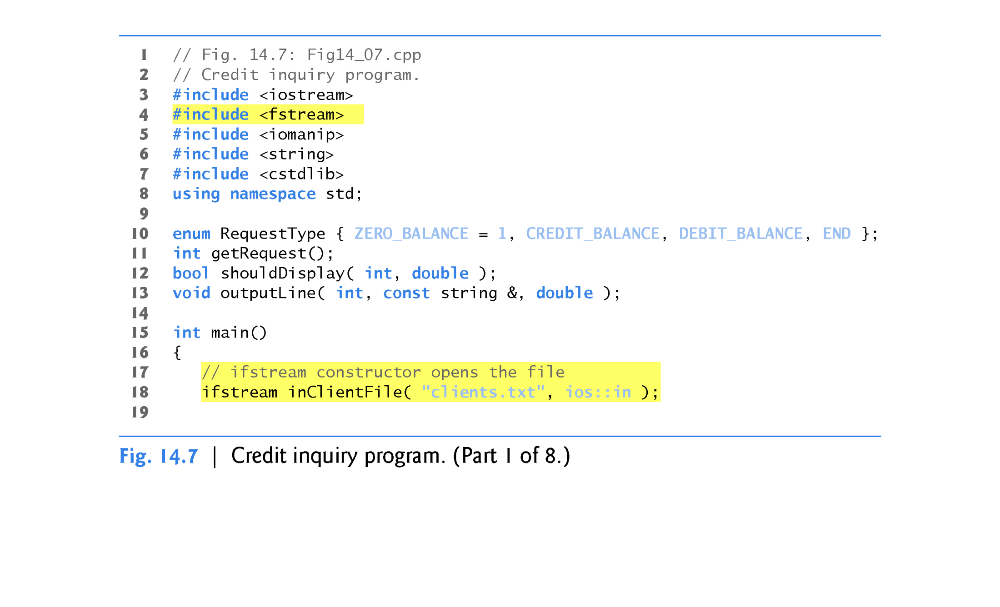 1 // Fig. 14.7: Fig14_07.cpp
2 // Credit inquiry program.
3 #include <iostream>
4 #include <fstream>
5 #include <iomanip>
6 #include <string>
7 #include <cstdlib>
8 using namespace std;
9
10 enum RequestType { ZERO_BALANCE = 1, CREDIT_BALANCE, DEBIT_BALANCE, END };
11 int getRequest();
12 bool shouldDisplay( int, double );
13 void outputLine( int, const string &, double );
14
15 int main()
16 {
17    // ifstream constructor opens the file
18    ifstream inClientFile( "clients.txt", ios::in );
19
Fig. 14.7 | Credit inquiry program. (Part 1 of 8.)